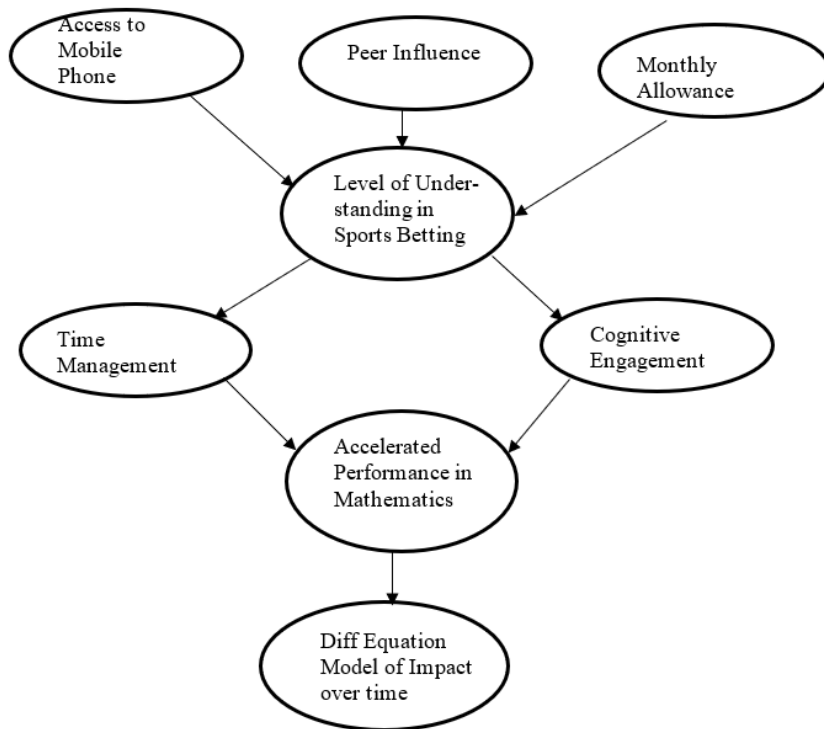 Access to
Mobile
Phone
Peer Influence
Monthly
Allowance
Level of Under-
standing in
Sports Betting
Time
Management
Cognitive
Engagement
Accelerated
Performance in
Mathematics
Diff Equation
Model of Impact
over time